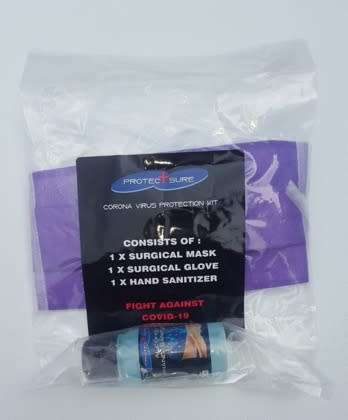 PROTECT SURE
CORONA VIRUS PROTECTION KIT
CONSISTS OF :
1 X SURGICAL MASK
1 X SURGICAL GLOVE
1 X HAND SANITIZER
FIGHT AGAINST
COVID-19